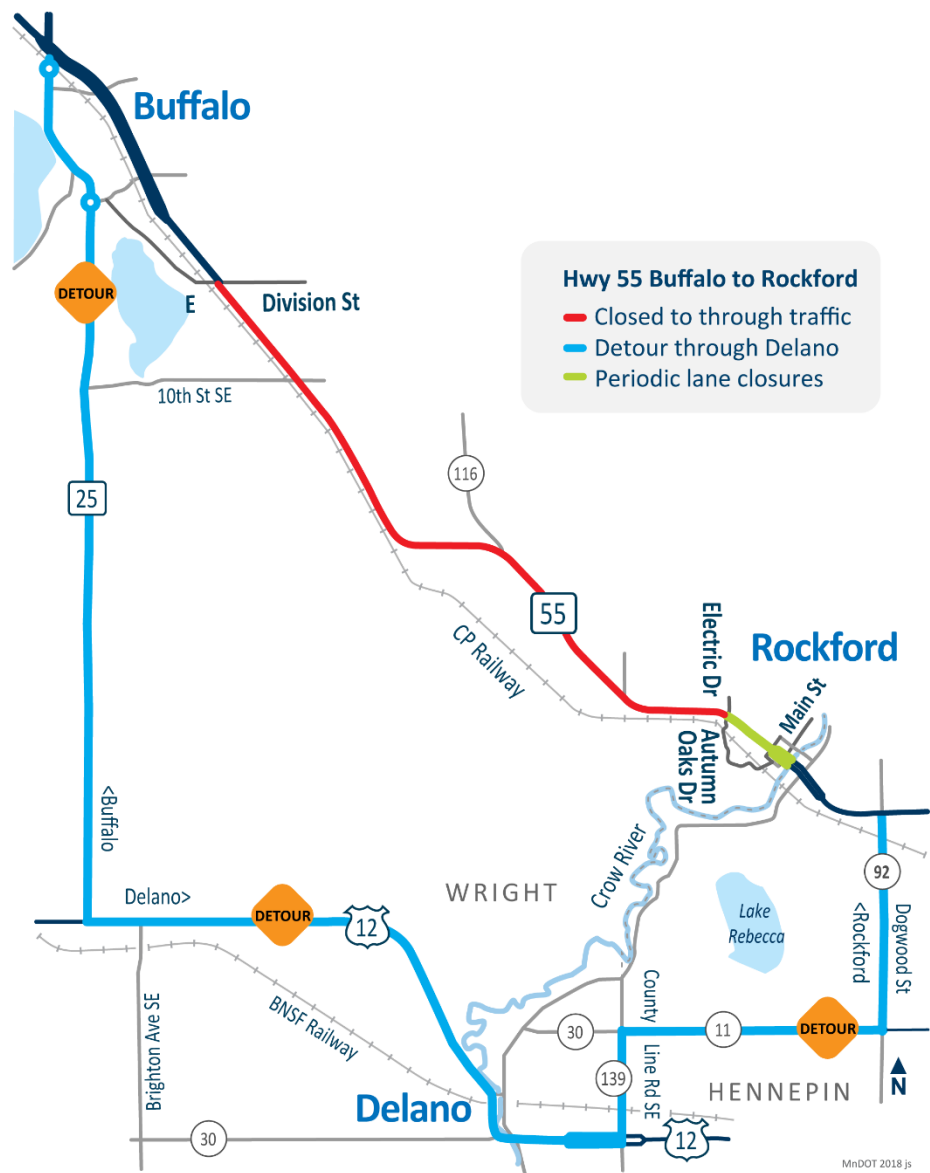 Buffalo
DETOUR
E
Division St
Hwy 55 Buffalo to Rockford
Closed to through traffic
Detour through Delano
Periodic lane closures
10th St SE
116
25
55
CP Railway
Electric Dr
Rockford
Main St
Autumn
Oaks Dr
<Buffalo
Crow River
WRIGHT
92
Delano>
DETOUR
12
Lake
Rebecca
<Rockford
Dogwood St
Brighton Ave SE
BNSF Railway
County
Line Rd SE
30
11
DETOUR
139
HENNEPIN
N
Delano
30
12
MnDOT 2018 js